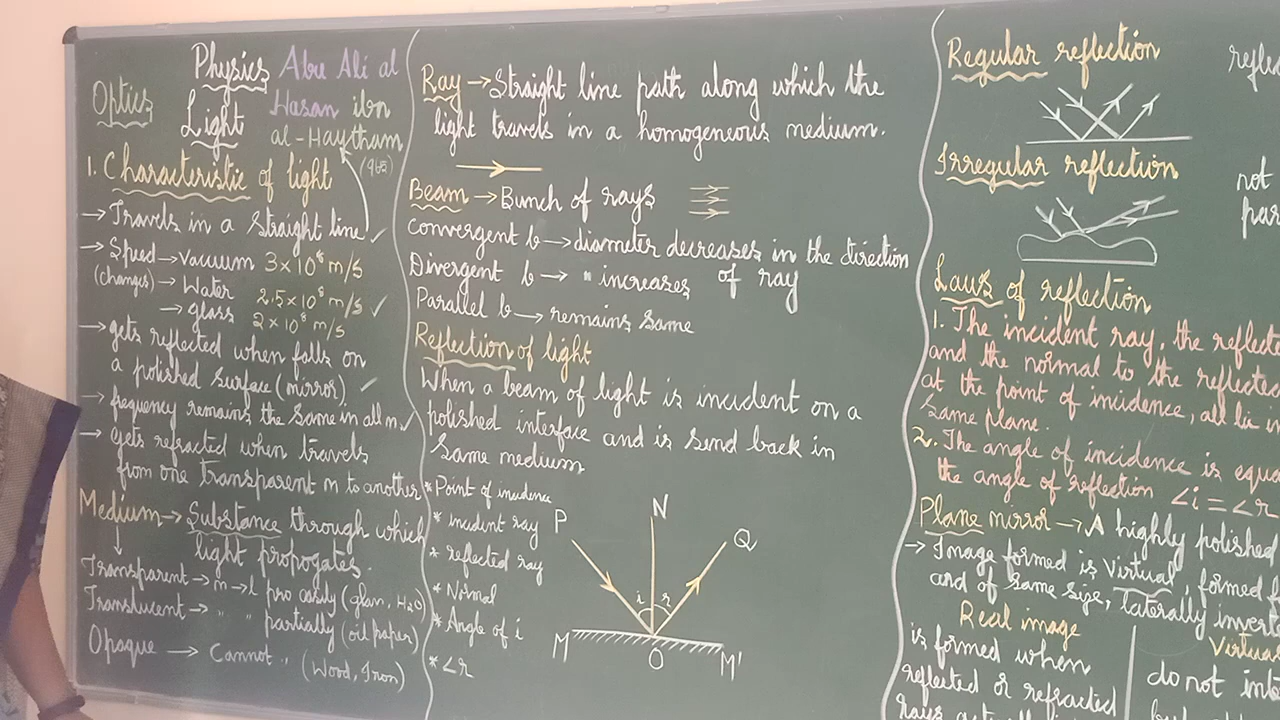 Physics
Optics
Light
Abu Ali al
Hasan ibn
al-Haytham
(965)
1. Characteristic of light
→ Travels in a straight line ✓
→ Speed → Vacuum 3×10⁸ m/s
(changes) → Water 2.5×10⁸ m/s ✓
→ glass 2×10⁸ m/s
→ gets reflected when falls on
a polished surface (mirror) ✓
→ frequency remains the same in all m ✓
→ gets refracted when travels
from one transparent m to another
Medium → Substance through which
light propogates.
Transparent → m → l pro easily (glass, H₂O)
Translucent → " " partially (oil paper)
Opaque → Cannot " (Wood, Iron)
Ray → Straight line path along which the
light travels in a homogeneous medium.
Beam → Bunch of rays
Convergent b → diameter decreases in the direction
of ray
Divergent b → " increases
Parallel b → remains same
Reflection of light
When a beam of light is incident on a
polished interface and is send back in
same medium
* Point of incidence
* incident ray
* reflected ray
* Normal
* Angle of i
* ∠r
P
N
Q
i r
M
O
M'
Regular reflection
Irregular reflection
not
Laws of reflection
1. The incident ray, the reflecte
and the normal to the reflected
at the point of incidence, all lie in
same plane.
2. The angle of incidence is equa
the angle of reflection ∠i = ∠r
Plane mirror → A highly polished
→ Image formed is virtual, formed f
and of same size, laterally invert
Real image
is formed when
reflected or refracted
rays
Virtua
do not inte